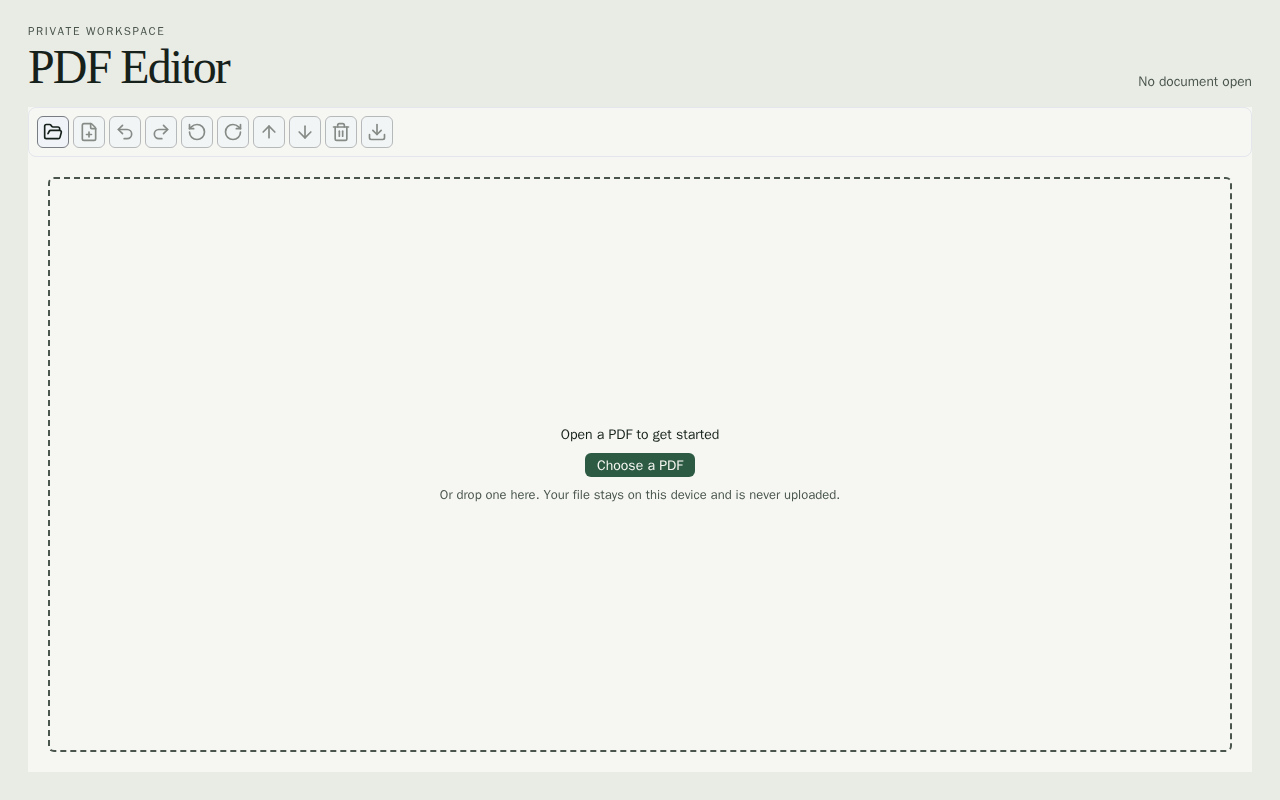 PRIVATE WORKSPACE
PDF Editor
No document open
Open a PDF to get started
Choose a PDF
Or drop one here. Your file stays on this device and is never uploaded.